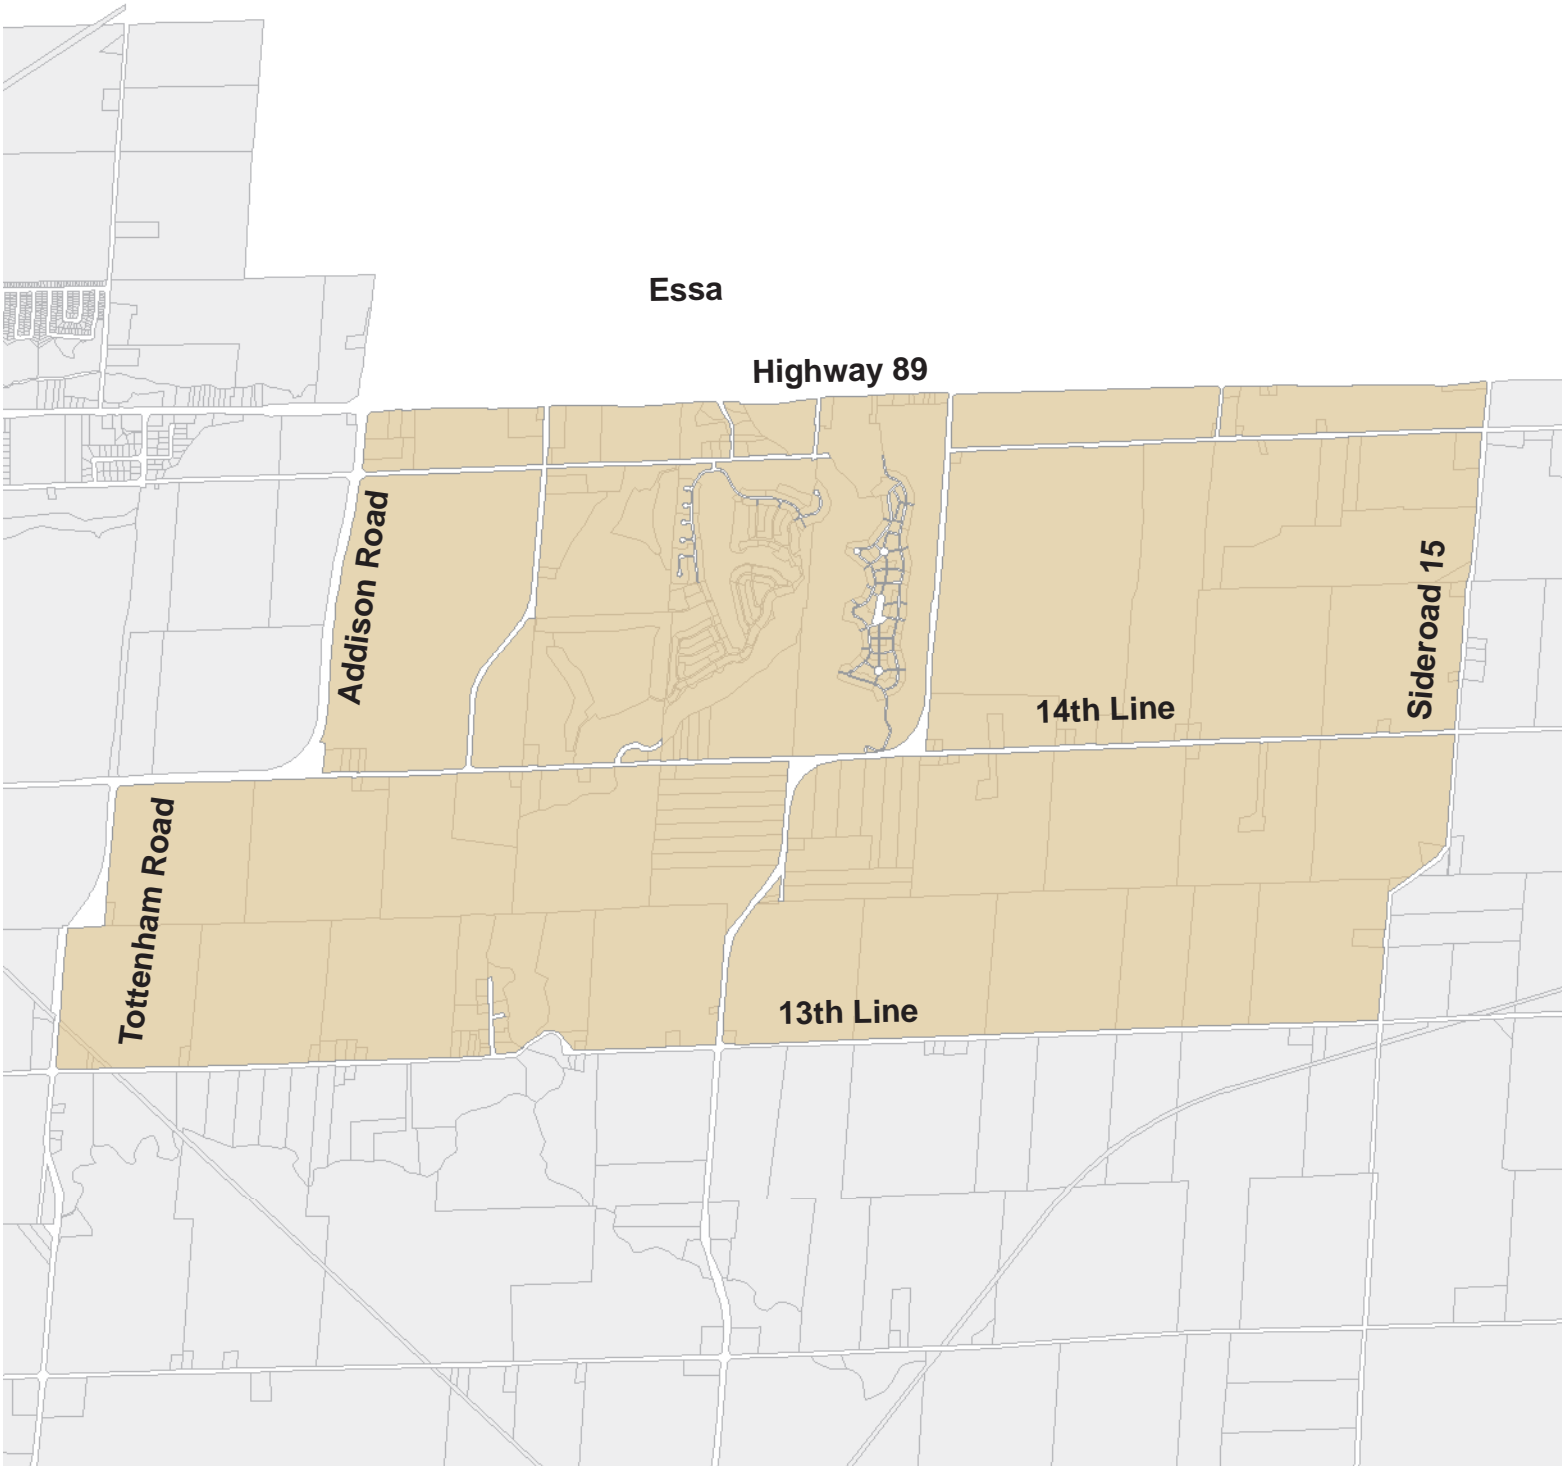 Essa
Highway 89
Addison Road
Sideroad 15
14th Line
Tottenham Road
13th Line